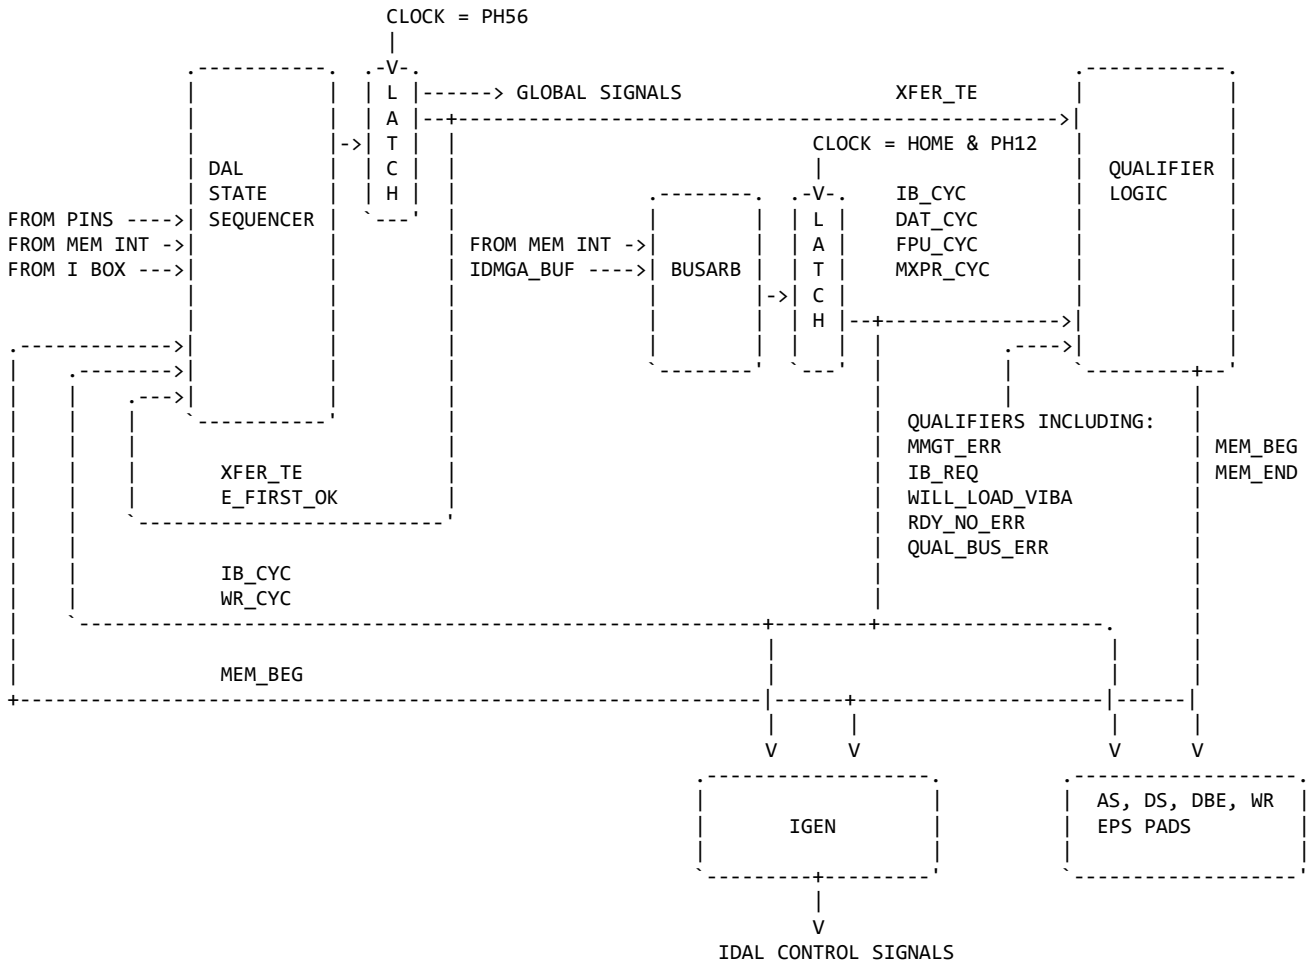 CLOCK = PH56
L
A
T
C
H
GLOBAL SIGNALS
XFER_TE
CLOCK = HOME & PH12
DAL
STATE
SEQUENCER
QUALIFIER
LOGIC
FROM PINS
FROM MEM INT
FROM I BOX
FROM MEM INT
IDMGA_BUF
BUSARB
L
A
T
C
H
IB_CYC
DAT_CYC
FPU_CYC
MXPR_CYC
QUALIFIERS INCLUDING:
MMGT_ERR
IB_REQ
WILL_LOAD_VIBA
RDY_NO_ERR
QUAL_BUS_ERR
MEM_BEG
MEM_END
XFER_TE
E_FIRST_OK
IB_CYC
WR_CYC
MEM_BEG
IGEN
AS, DS, DBE, WR
EPS PADS
IDAL CONTROL SIGNALS